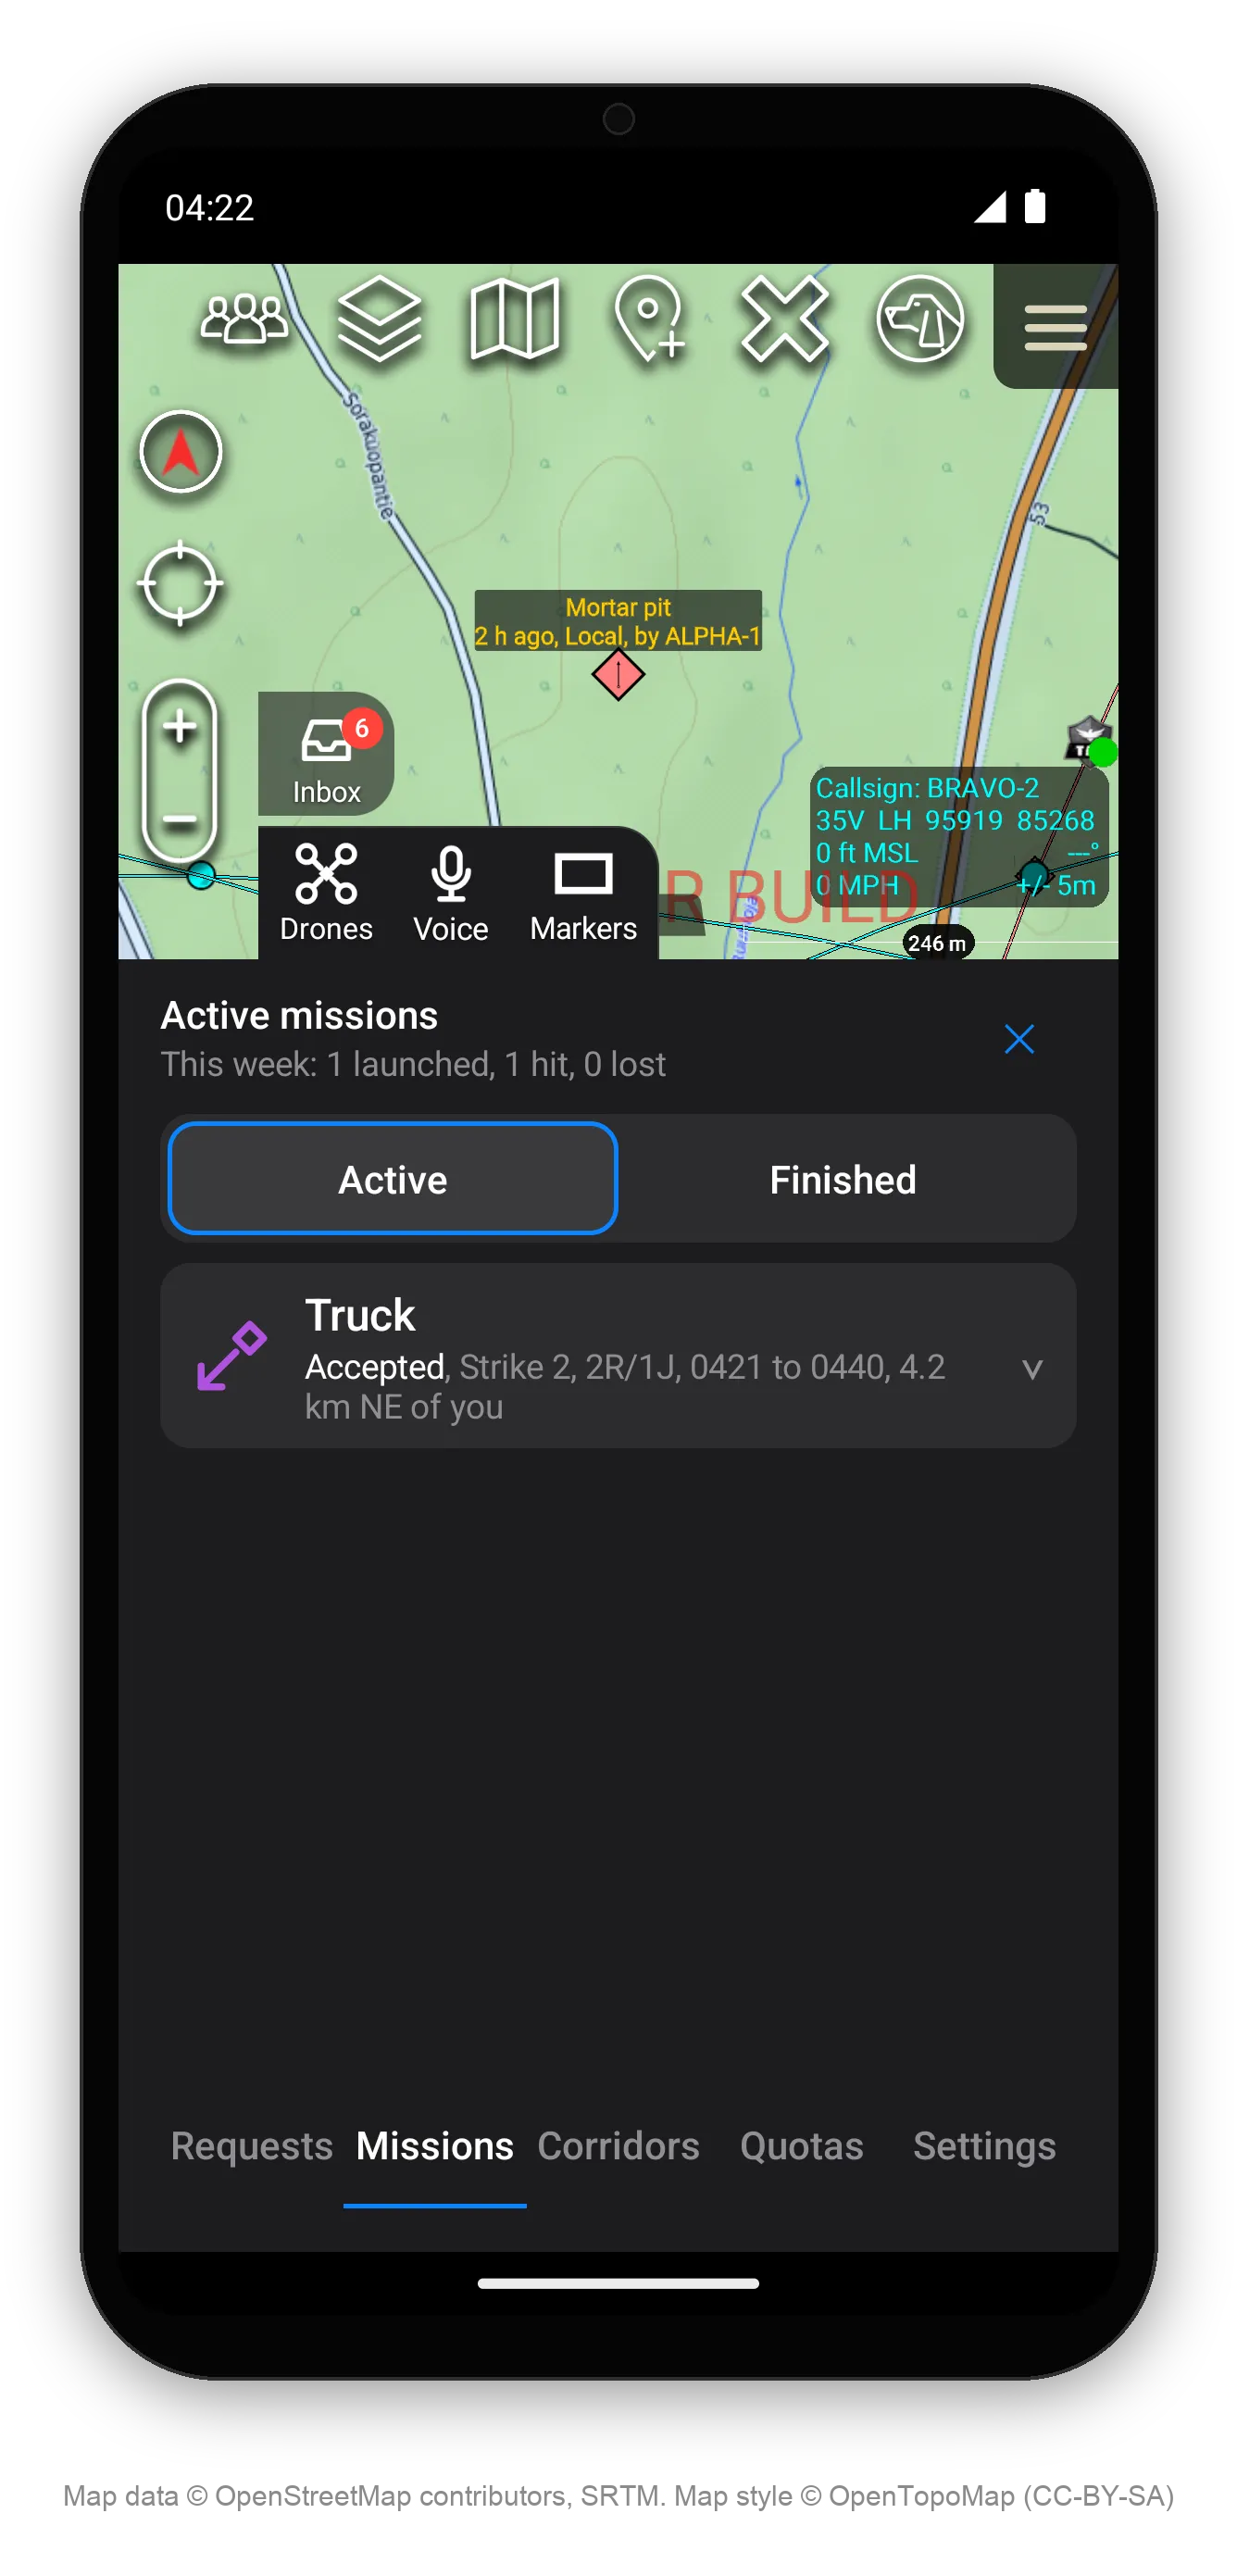 04:22
Sorakuopantie
53
Mortar pit
2 h ago, Local, by ALPHA-1
6
Inbox
Callsign: BRAVO-2
35V LH 95919 85268
0 ft MSL ---°
0 MPH +/- 5m
R BUILD
Drones Voice Markers
246 m
Active missions
This week: 1 launched, 1 hit, 0 lost
Active Finished
Truck
Accepted, Strike 2, 2R/1J, 0421 to 0440, 4.2
km NE of you
Requests Missions Corridors Quotas Settings
Map data © OpenStreetMap contributors, SRTM. Map style © OpenTopoMap (CC-BY-SA)